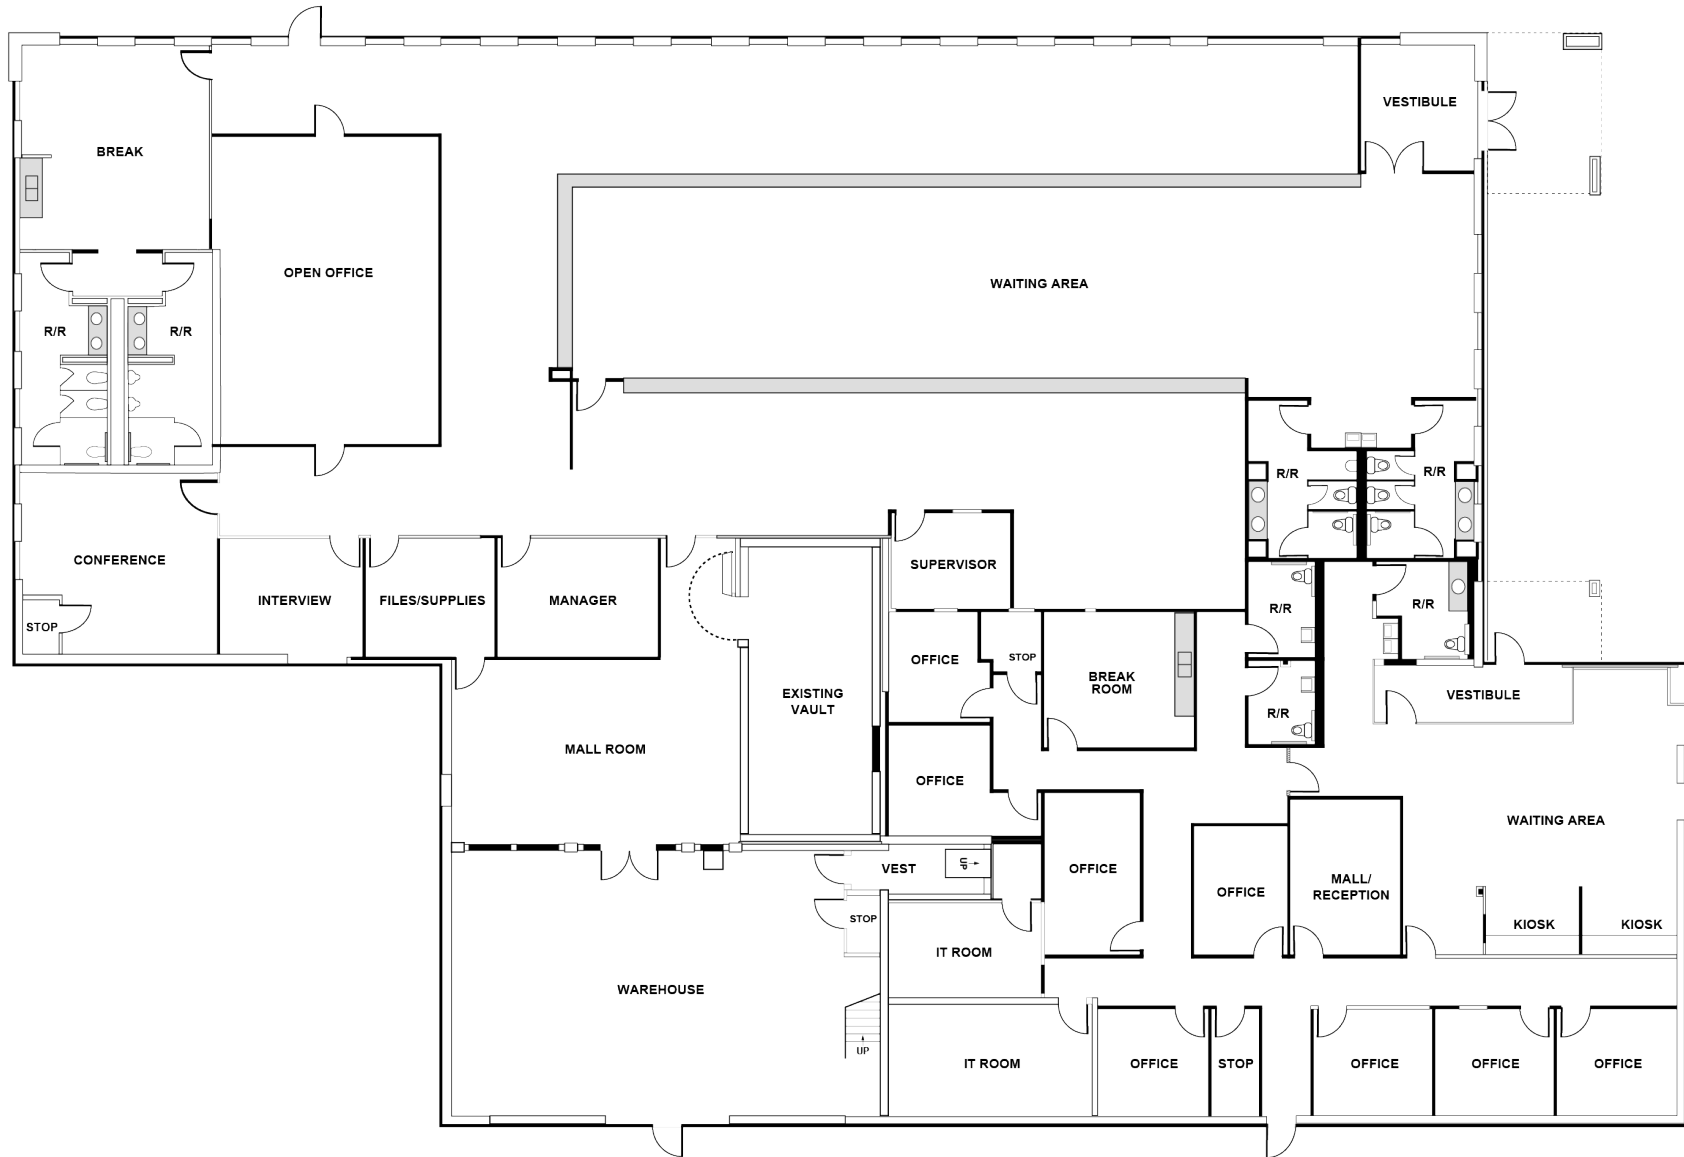 VESTIBULE
BREAK
OPEN OFFICE
WAITING AREA
R/R
R/R
R/R
R/R
CONFERENCE
SUPERVISOR
INTERVIEW
FILES/SUPPLIES
MANAGER
STOP
R/R
R/R
OFFICE
STOP
BREAK
ROOM
EXISTING
VAULT
VESTIBULE
R/R
MALL ROOM
OFFICE
WAITING AREA
VEST
UP
OFFICE
OFFICE
MALL/
RECEPTION
STOP
KIOSK
KIOSK
IT ROOM
WAREHOUSE
UP
IT ROOM
OFFICE
STOP
OFFICE
OFFICE
OFFICE